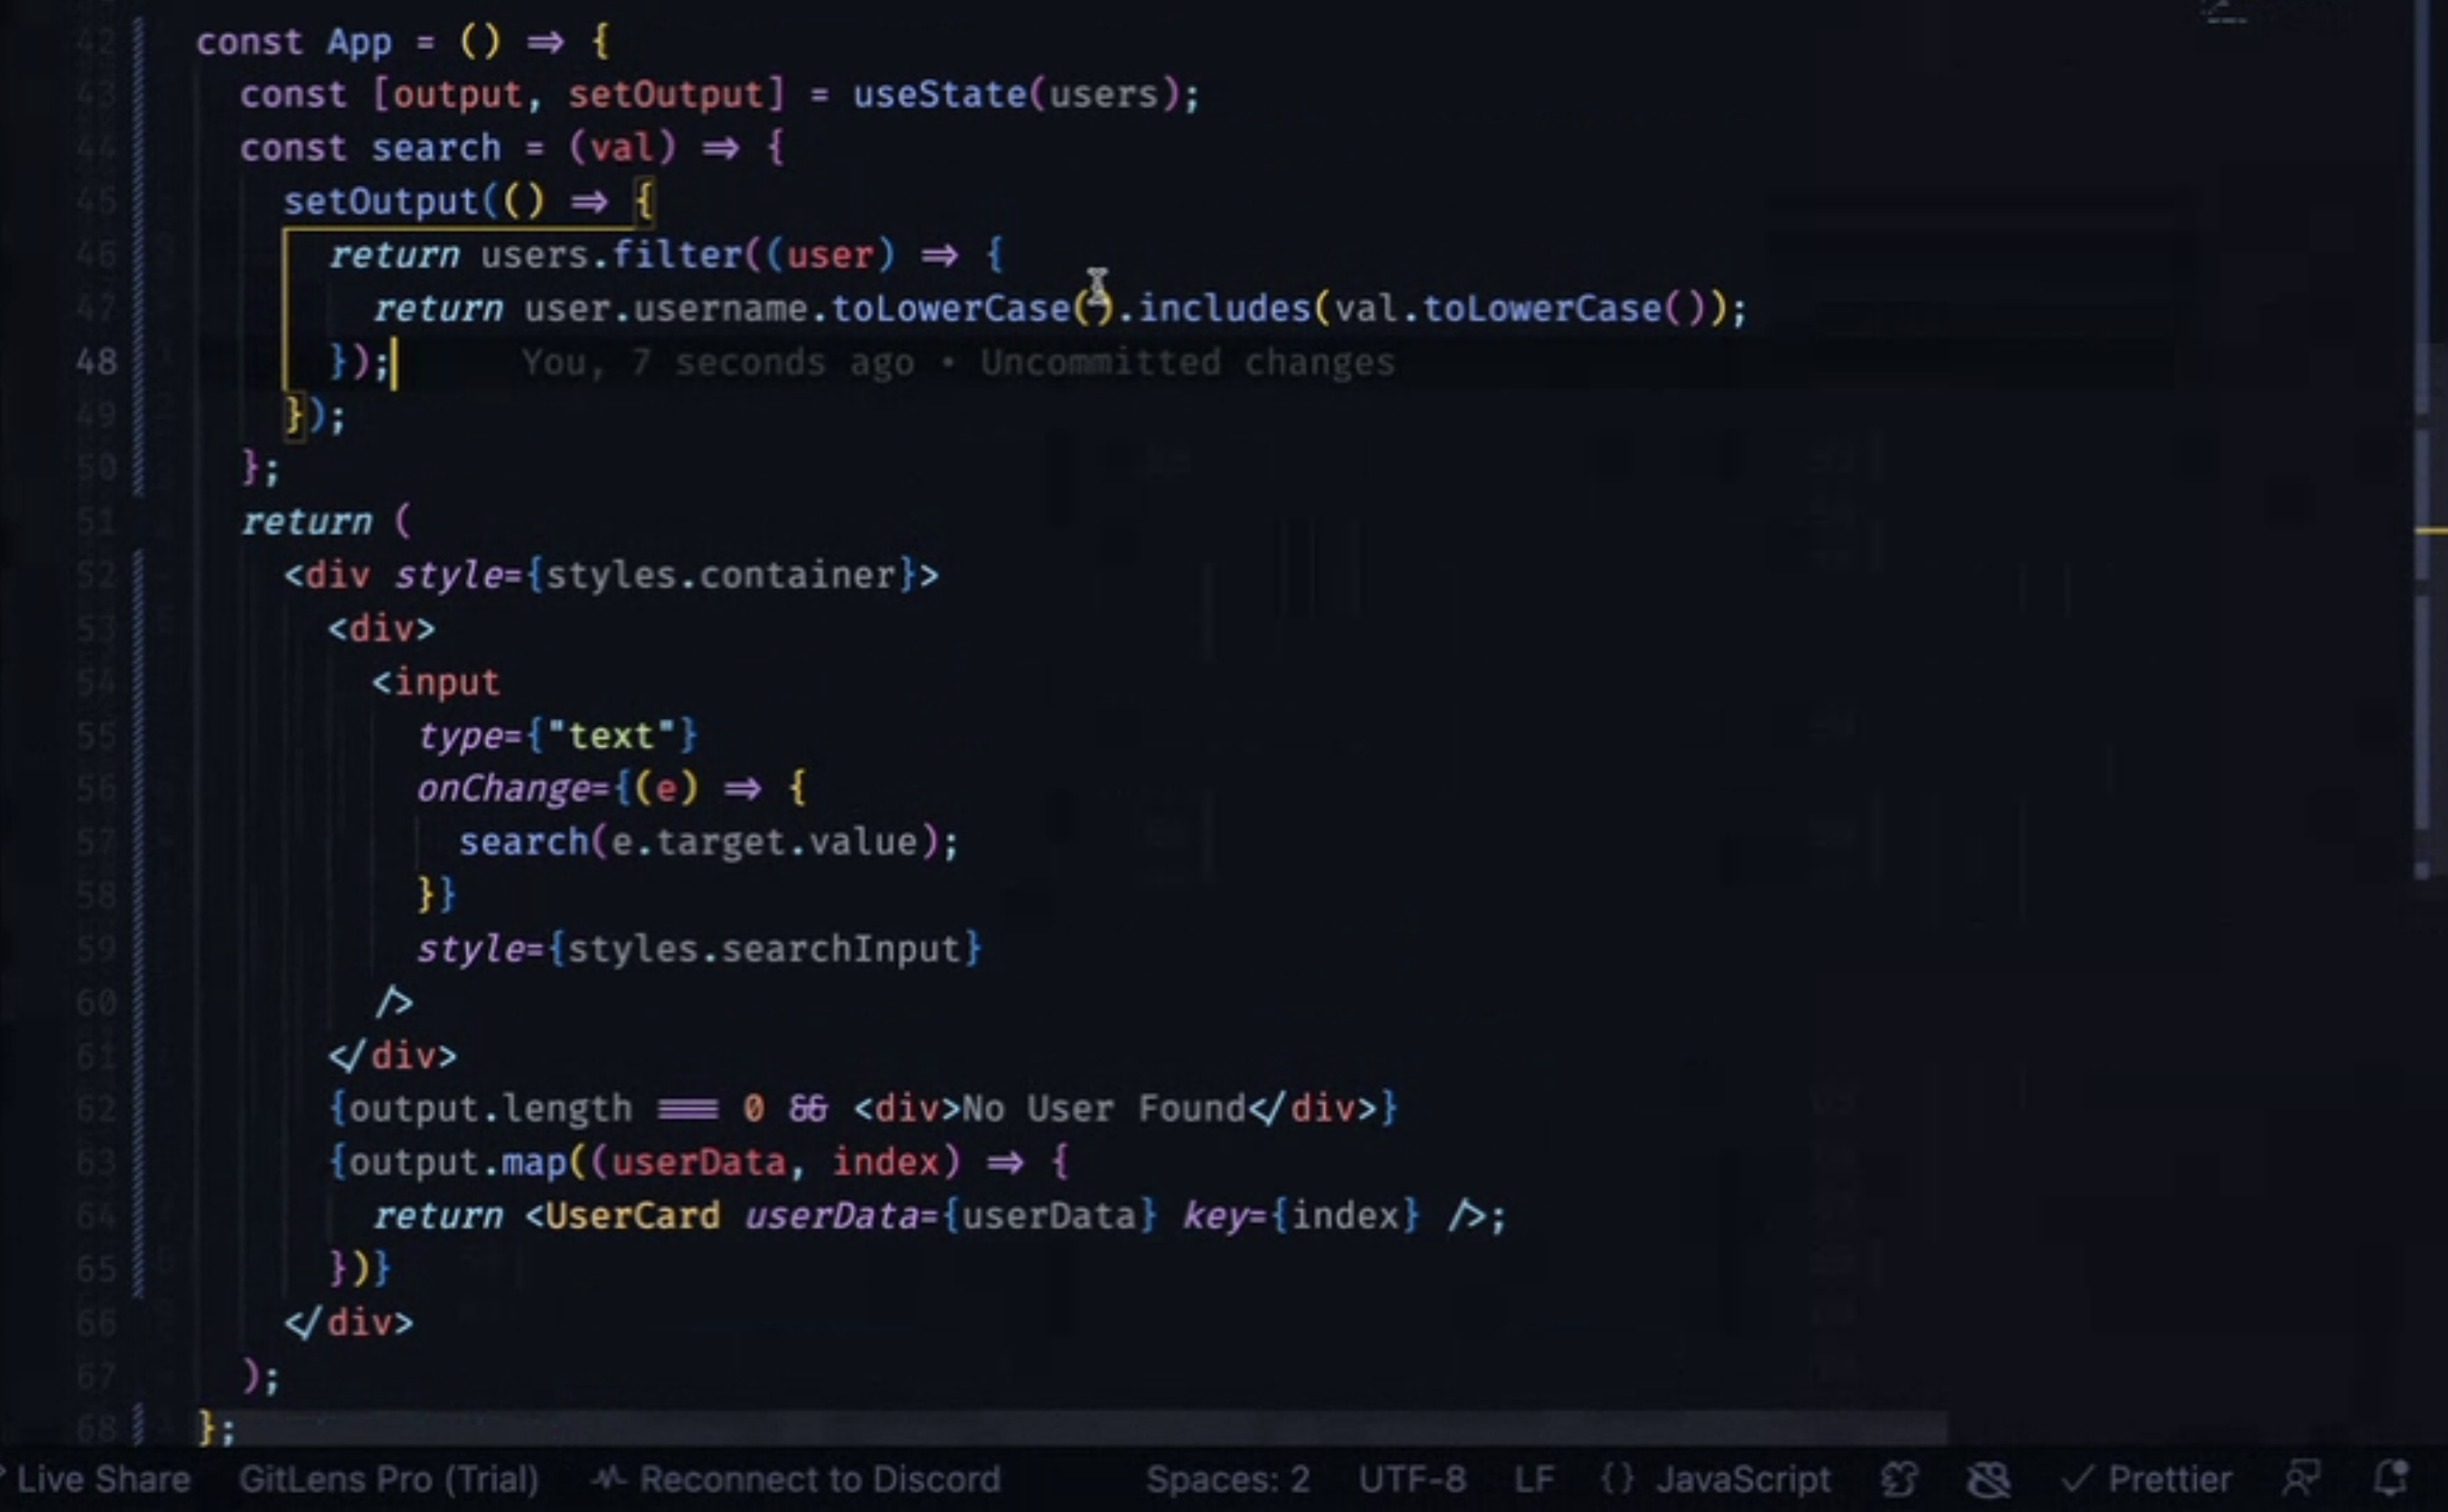 42 const App = () => {
43 const [output, setOutput] = useState(users);
44 const search = (val) => {
45 setOutput(() => {
46 return users.filter((user) => {
47 return user.username.toLowerCase().includes(val.toLowerCase());
48 }); You, 7 seconds ago • Uncommitted changes
49 });
50 };
51 return (
52 <div style={styles.container}>
53 <div>
54 <input
55 type={"text"}
56 onChange={(e) => {
57 search(e.target.value);
58 }}
59 style={styles.searchInput}
60 />
61 </div>
62 {output.length === 0 && <div>No User Found</div>}
63 {output.map((userData, index) => {
64 return <UserCard userData={userData} key={index} />;
65 })}
66 </div>
67 );
68 };
Live Share GitLens Pro (Trial) Reconnect to Discord Spaces: 2 UTF-8 LF {} JavaScript Prettier